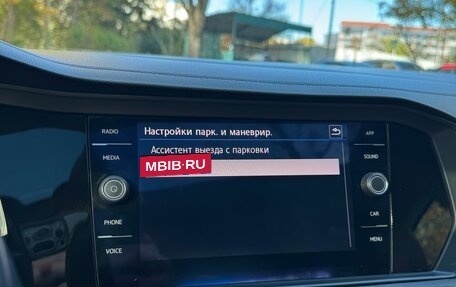 RADIO
Настройки парк. и маневрир.
APP
MEDIA
Ассистент выезда с парковки
SOUND
MBIB.RU
PHONE
CAR
VOICE
MENU